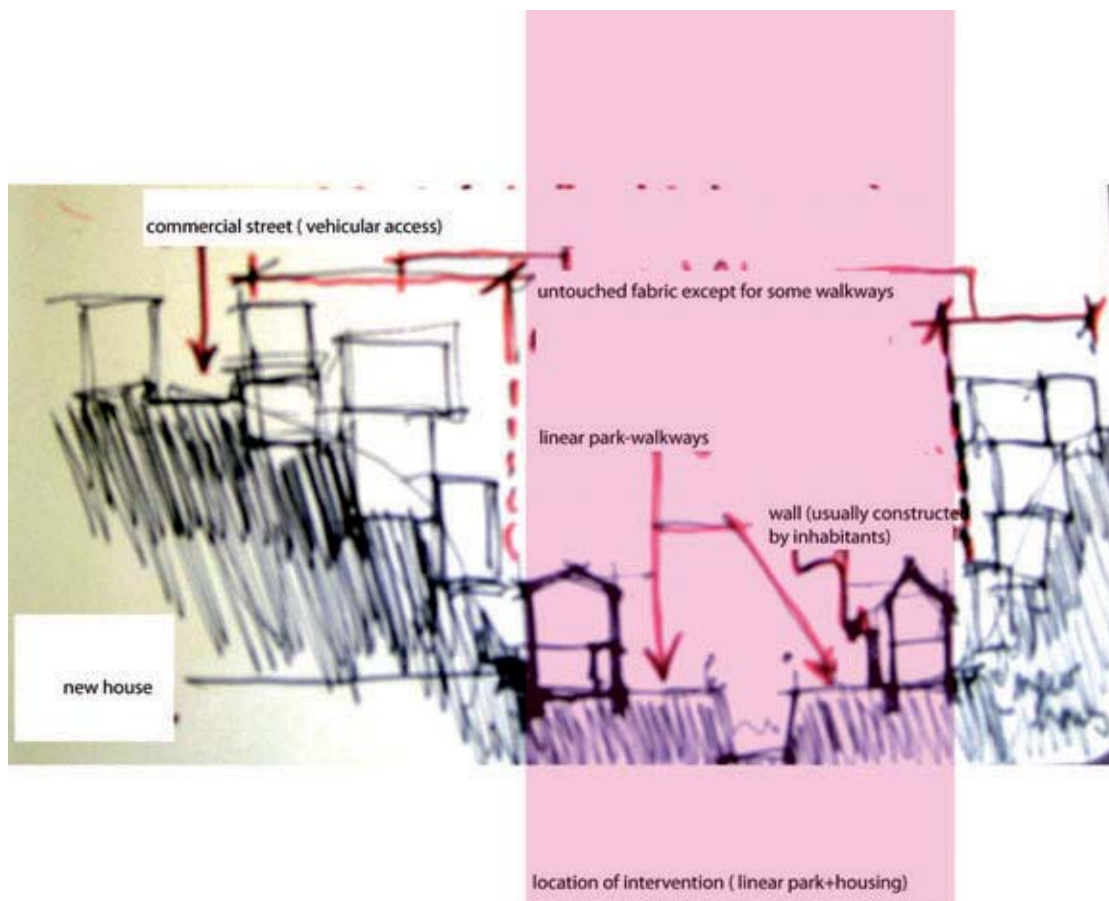 commercial street ( vehicular access)
untouched fabric except for some walkways
linear park-walkways
wall (usually constructed
by inhabitants)
new house
location of intervention ( linear park+housing)